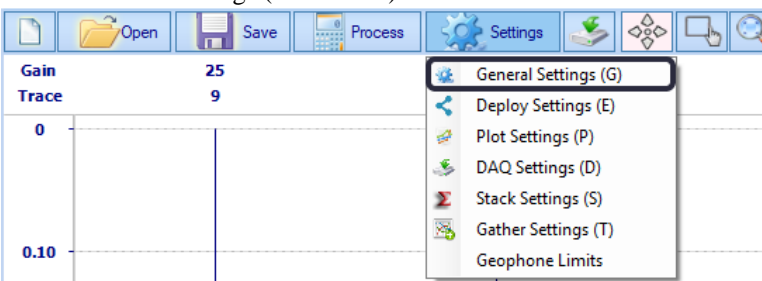 Open Save Process Settings
Gain 25
Trace 9
General Settings (G)
Deploy Settings (E)
Plot Settings (P)
DAQ Settings (D)
Stack Settings (S)
Gather Settings (T)
Geophone Limits
0
0.10